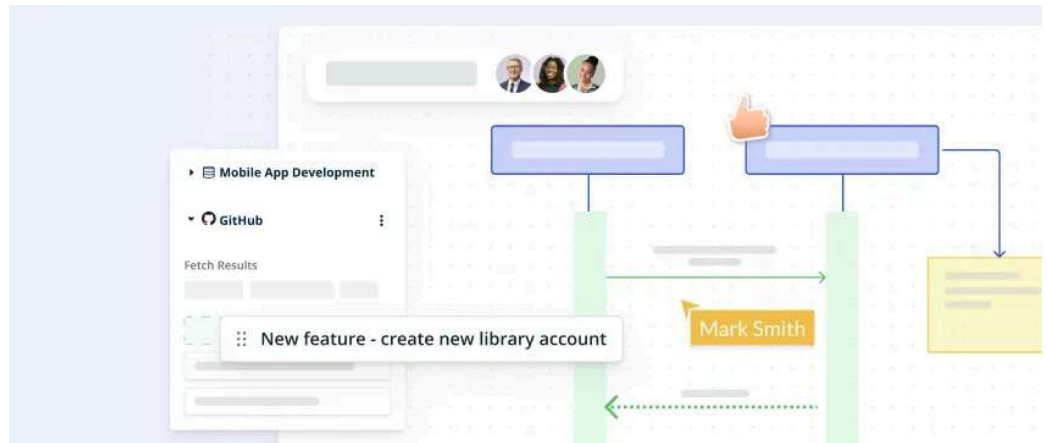 Mobile App Development
GitHub
Fetch Results
New feature - create new library account
Mark Smith